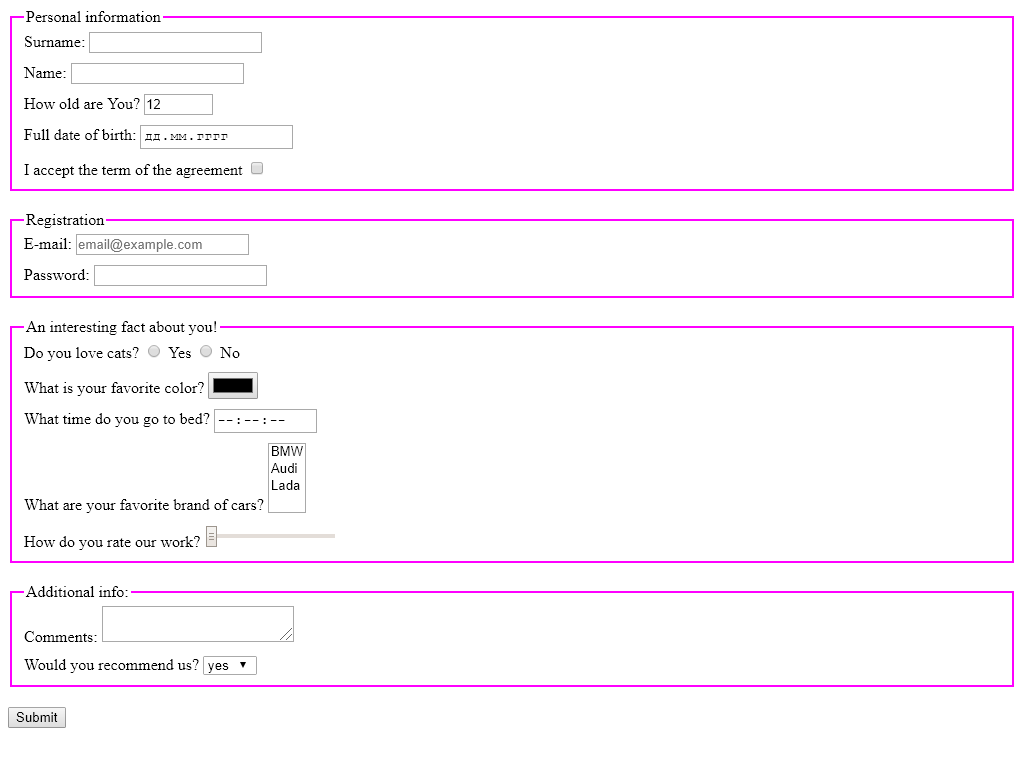 Personal information
Surname:
Name:
How old are You? 12
Full date of birth: дд.мм.гггг
I accept the term of the agreement
Registration
E-mail: email@example.com
Password:
An interesting fact about you!
Do you love cats? Yes No
What is your favorite color?
What time do you go to bed? --:--:--
BMW
Audi
Lada
What are your favorite brand of cars?
How do you rate our work?
Additional info:
Comments:
Would you recommend us? yes
Submit